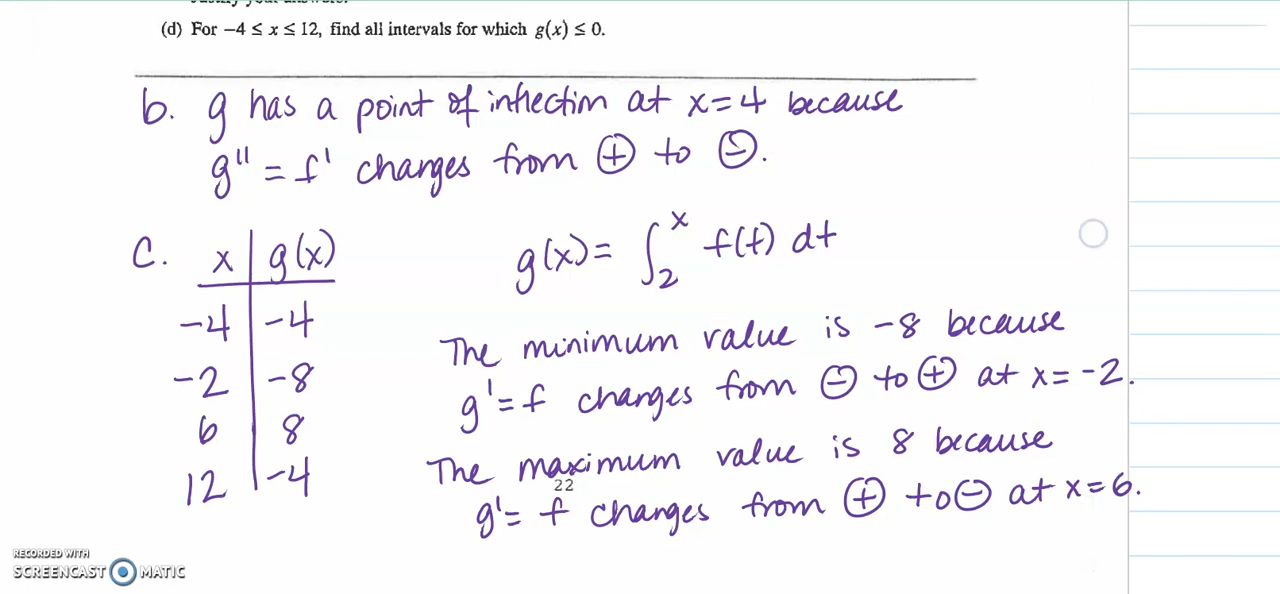 (d) For −4 ≤ x ≤ 12, find all intervals for which g(x) ≤ 0.
b. g has a point of inflection at x=4 because
g" = f' changes from ⊕ to ⊖.
C. x | g(x)
-4 | -4
-2 | -8
6 | 8
12 | -4
g(x) = ∫₂ˣ f(t) dt
The minimum value is -8 because
g'=f changes from ⊖ to ⊕ at x=-2.
The maximum value is 8 because
22
g'= f changes from ⊕ to ⊖ at x=6.
RECORDED WITH
SCREENCAST MATIC